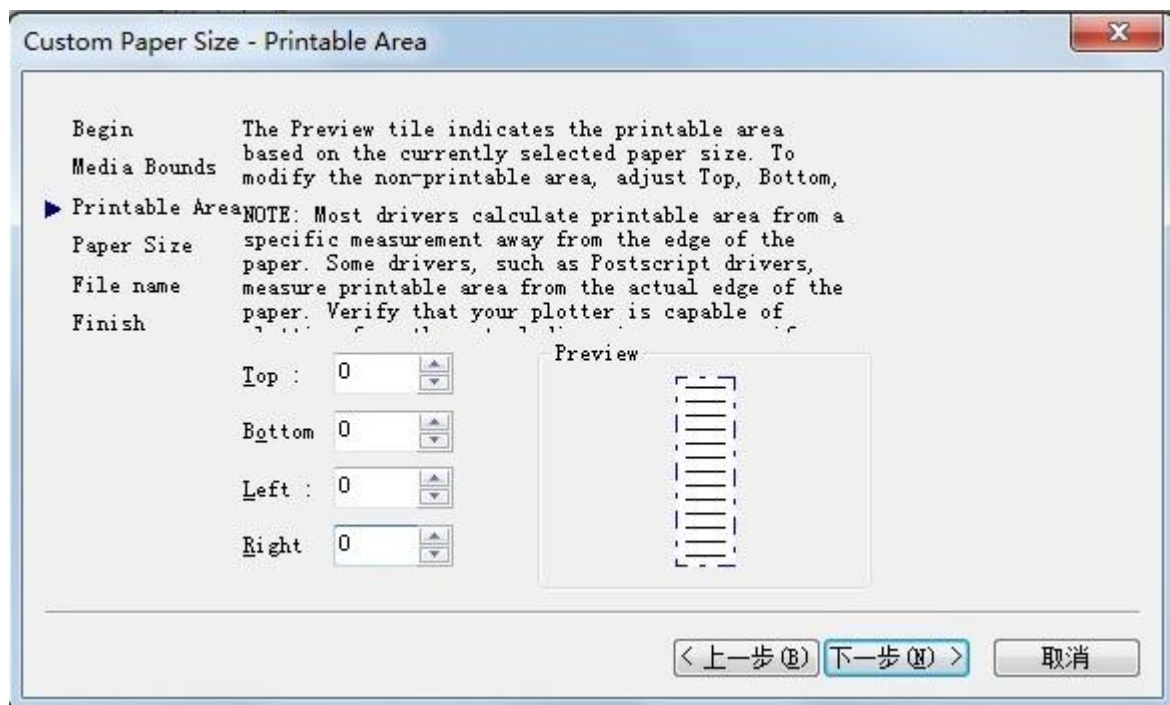 Custom Paper Size - Printable Area
Begin
Media Bounds
Printable Area
Paper Size
File name
Finish
The Preview tile indicates the printable area
based on the currently selected paper size. To
modify the non-printable area, adjust Top, Bottom,
NOTE: Most drivers calculate printable area from a
specific measurement away from the edge of the
paper. Some drivers, such as Postscript drivers,
measure printable area from the actual edge of the
paper. Verify that your plotter is capable of
Top : 0
Bottom 0
Left : 0
Right 0
Preview
< 上一步(B)
下一步(N) >
取消